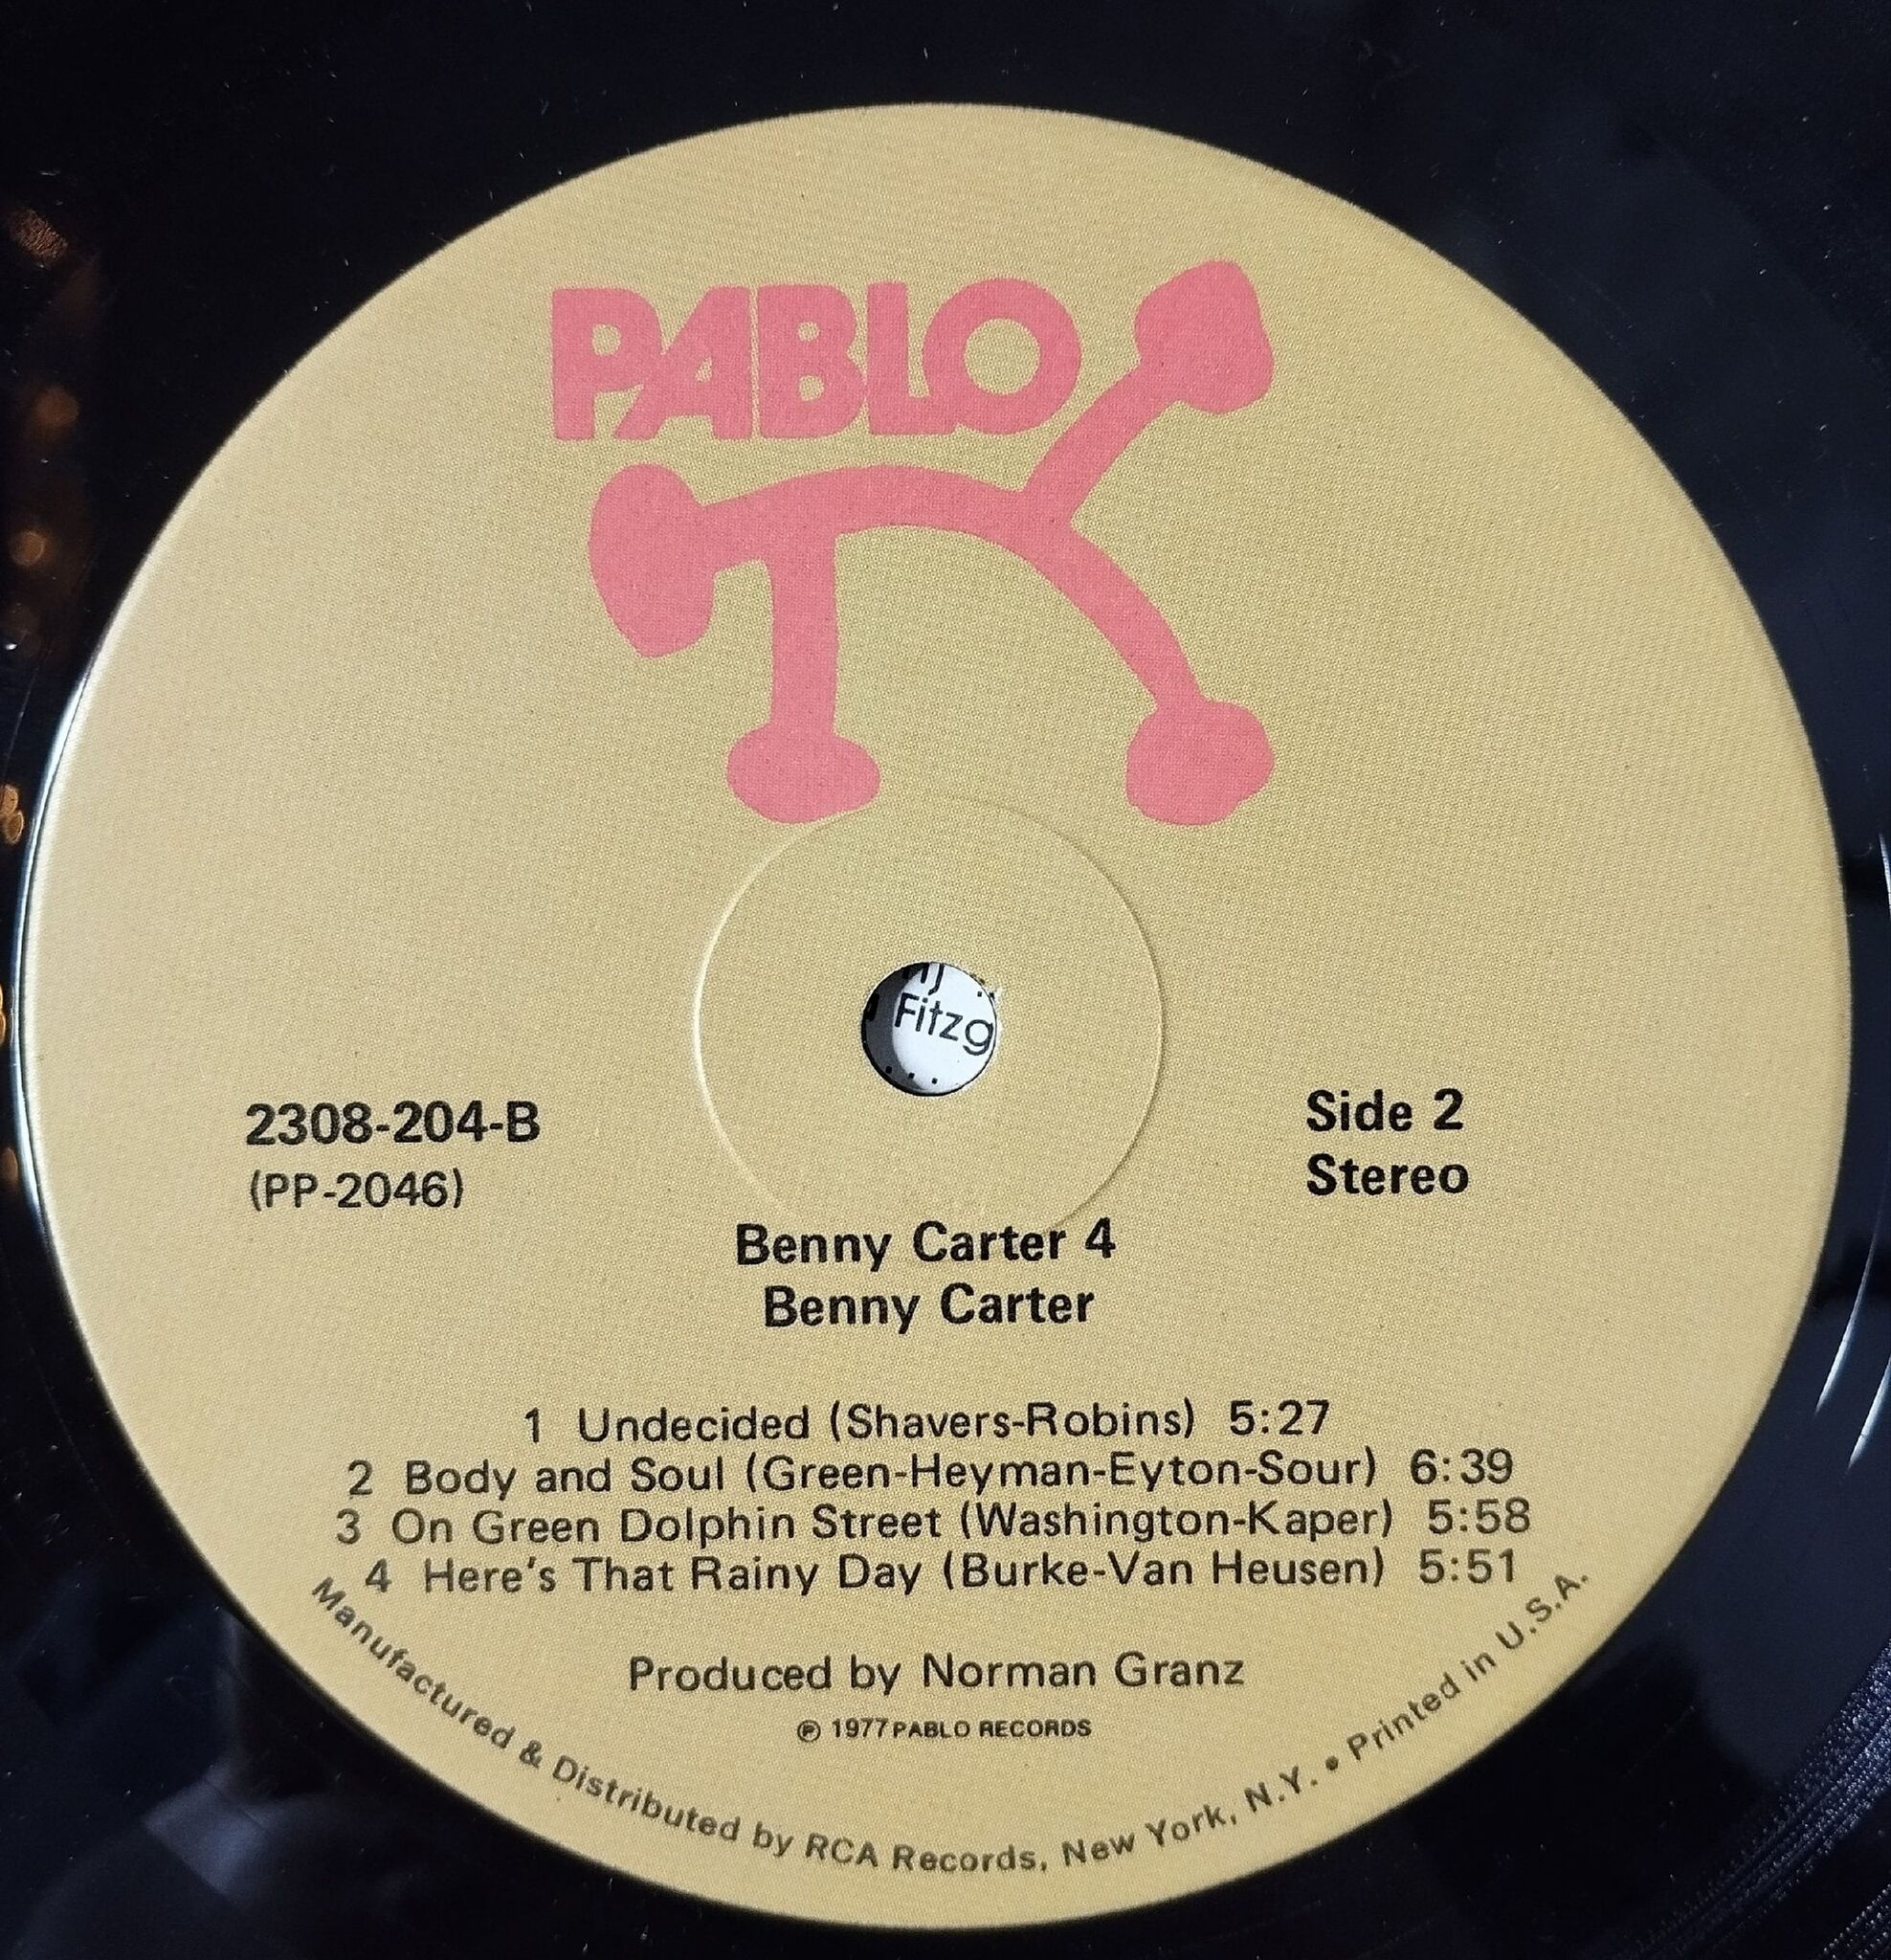 PABLO
Fitzg
2308-204-B
(PP-2046)
Side 2
Stereo
Benny Carter 4
Benny Carter
1 Undecided (Shavers-Robins) 5:27
2 Body and Soul (Green-Heyman-Eyton-Sour) 6:39
3 On Green Dolphin Street (Washington-Kaper) 5:58
4 Here's That Rainy Day (Burke-Van Heusen) 5:51
Produced by Norman Granz
℗ 1977 PABLO RECORDS
Manufactured & Distributed by RCA Records, New York, N.Y. • Printed in U.S.A.